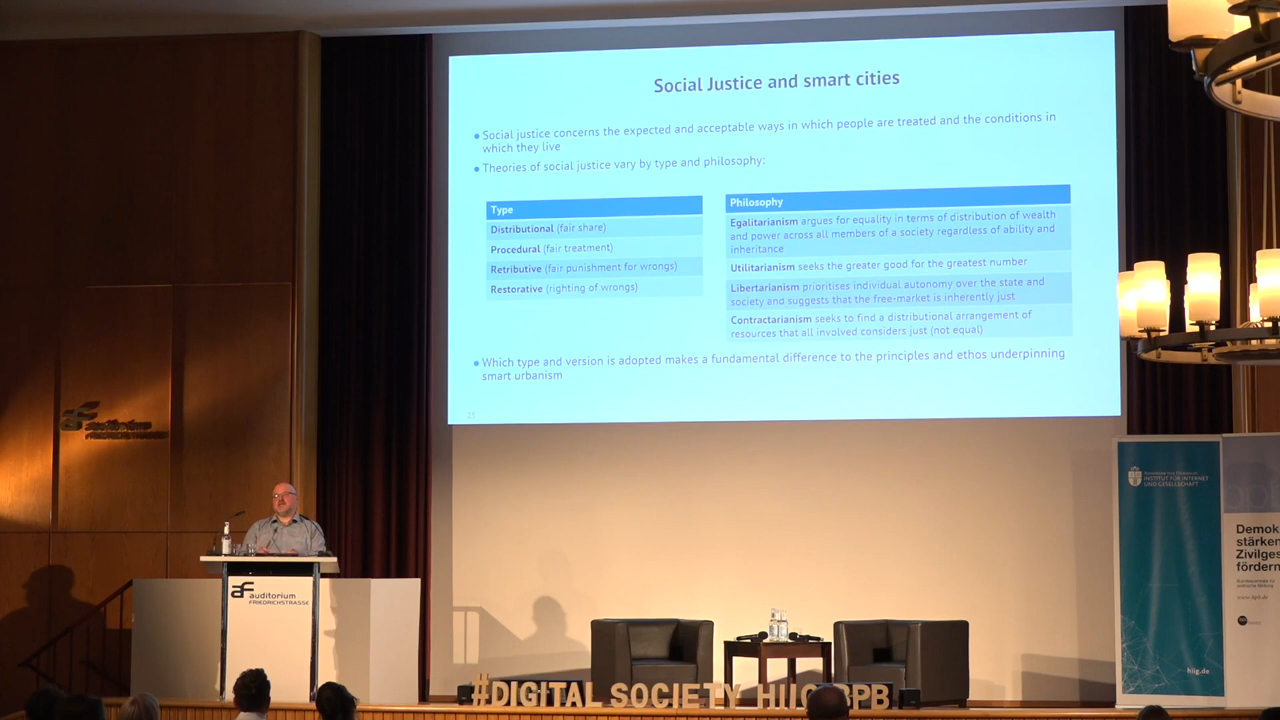 Social Justice and smart cities
● Social justice concerns the expected and acceptable ways in which people are treated and the conditions in
which they live
● Theories of social justice vary by type and philosophy:
Type
Distributional (fair share)
Procedural (fair treatment)
Retributive (fair punishment for wrongs)
Restorative (righting of wrongs)
Philosophy
Egalitarianism argues for equality in terms of distribution of wealth
and power across all members of a society regardless of ability and
inheritance
Utilitarianism seeks the greater good for the greatest number
Libertarianism prioritises individual autonomy over the state and
society and suggests that the free-market is inherently just
Contractarianism seeks to find a distributional arrangement of
resources that all involved considers just (not equal)
● Which type and version is adopted makes a fundamental difference to the principles and ethos underpinning
smart urbanism
af auditorium
FRIEDRICHSTRASSE
af auditorium
FRIEDRICHSTRASSE
INSTITUT FÜR INTERNET
UND GESELLSCHAFT
hiig.de
Demok
stärken
Zivilges
fördern
www.bpb.de
#DIGITAL SOCIETY HIIG BPB